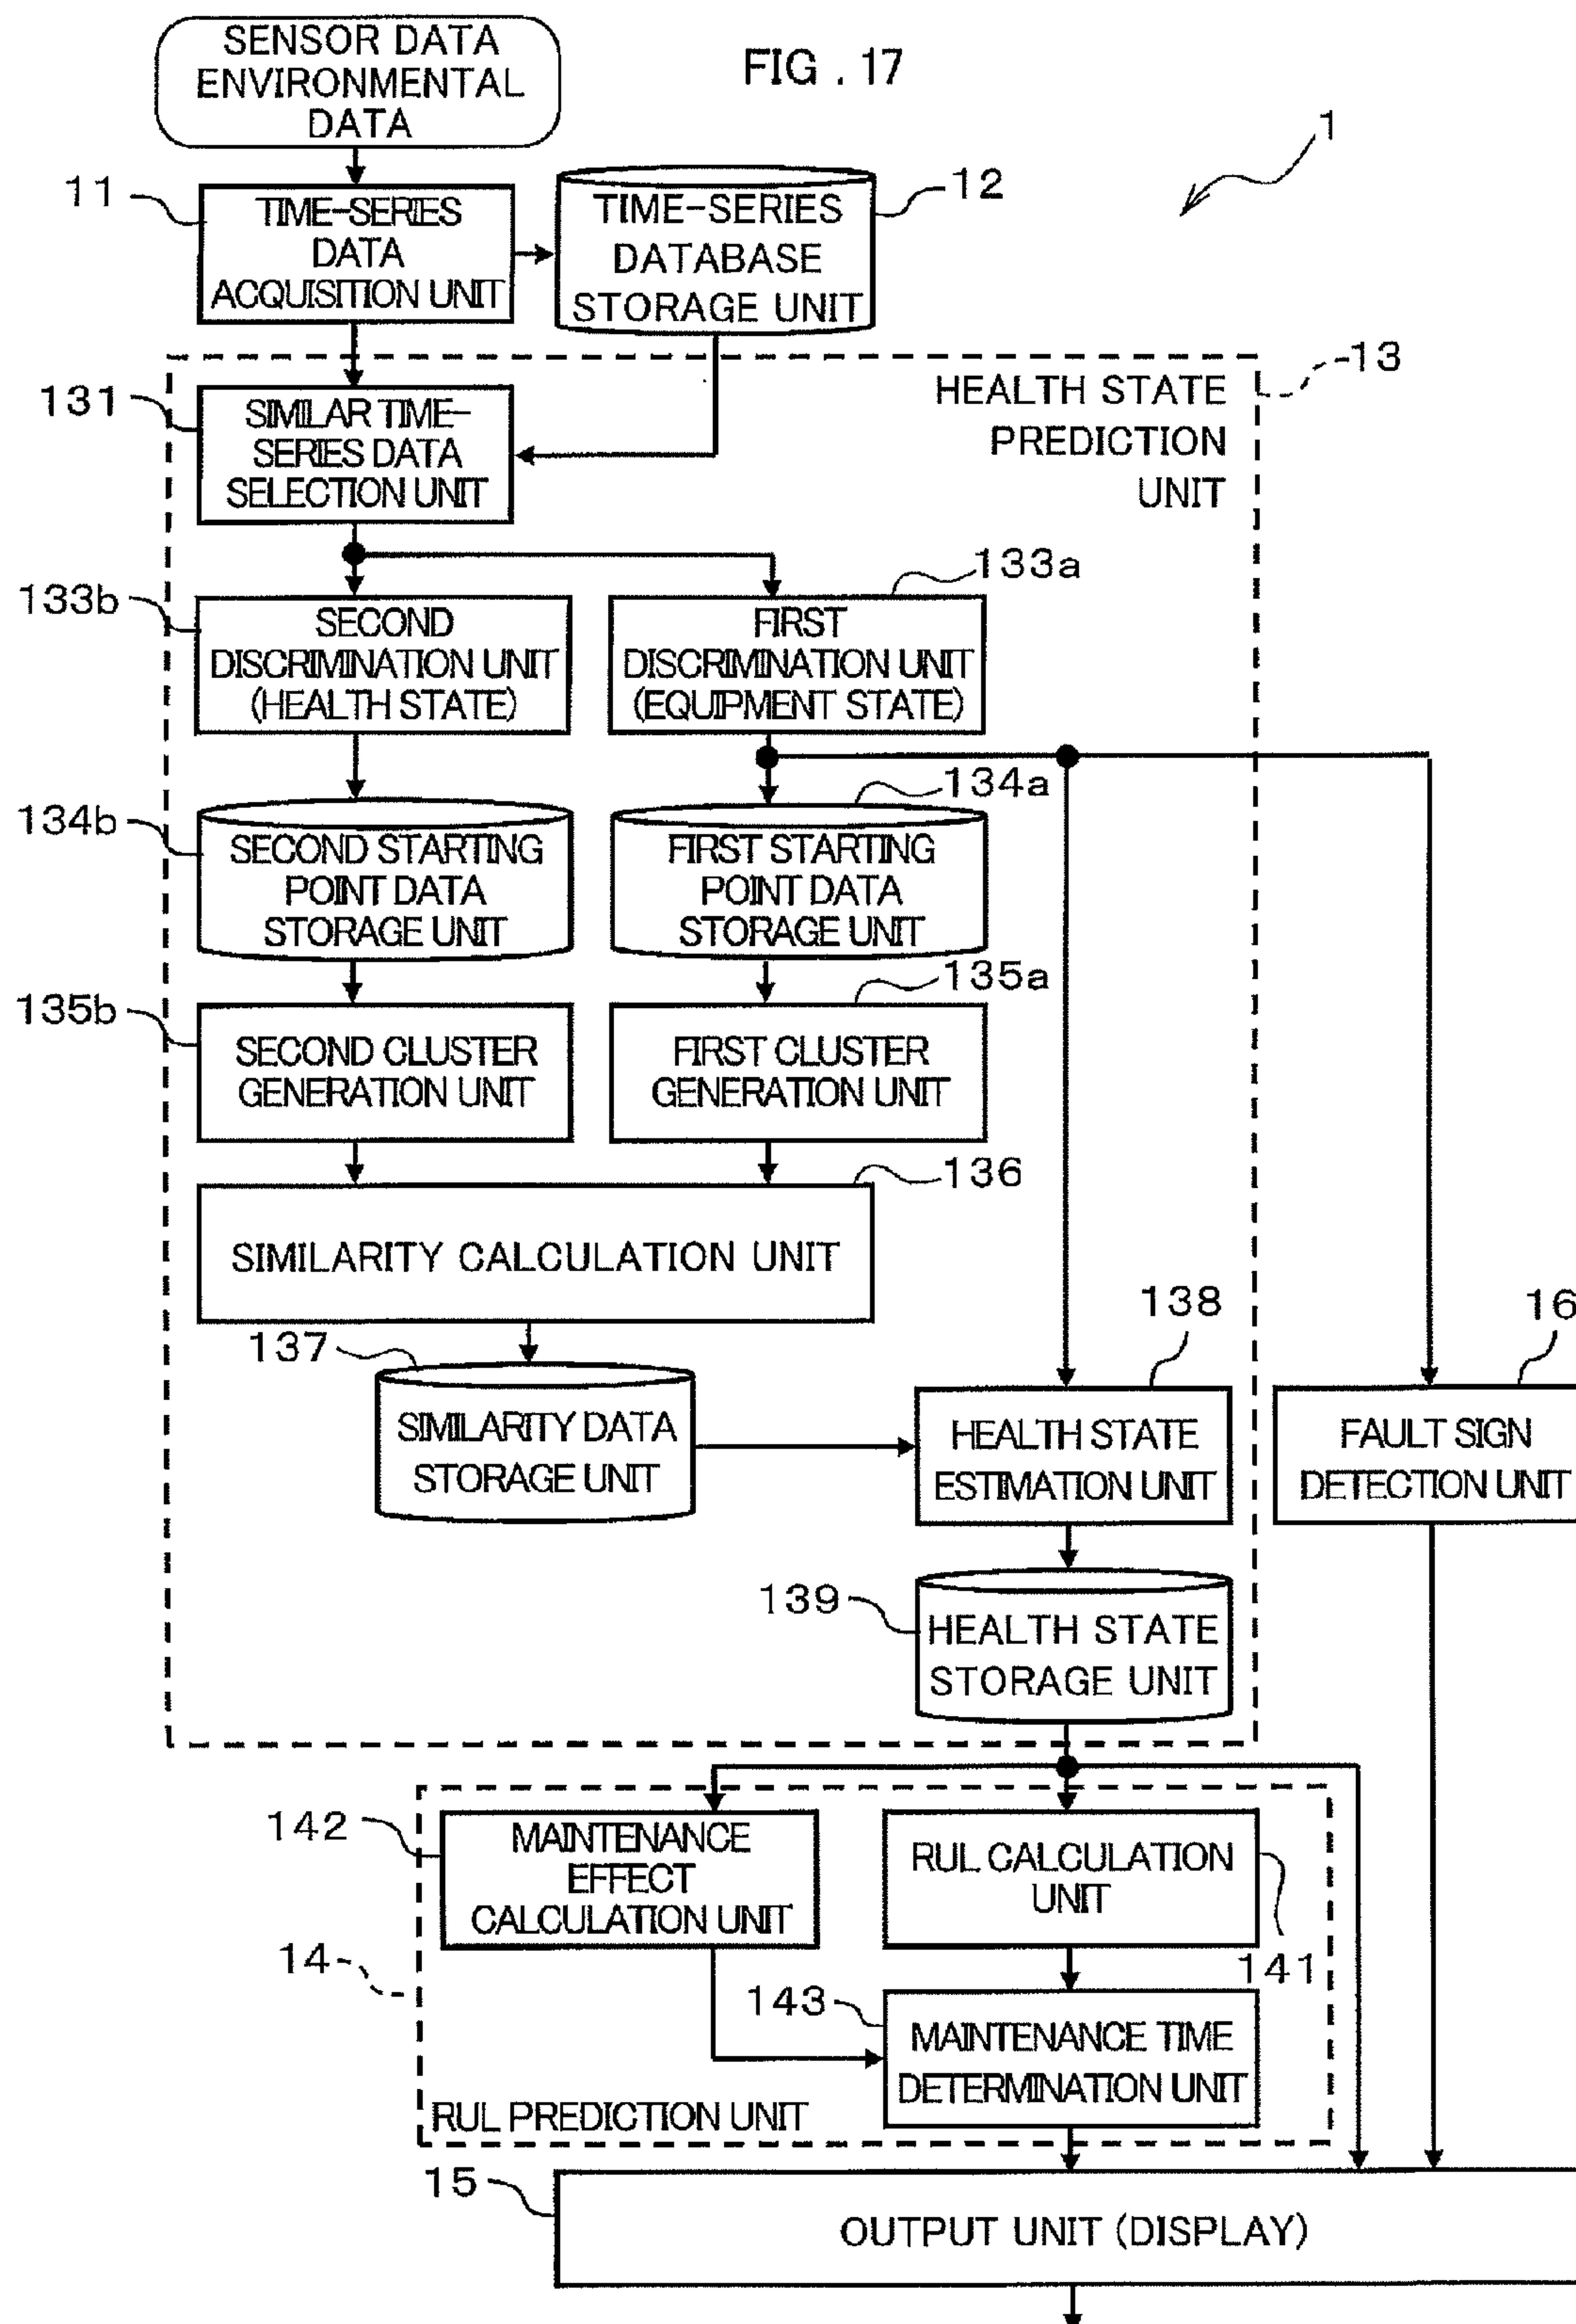 SENSOR DATA
ENVIRONMENTAL
DATA
FIG . 17
1
11
TIME-SERIES
DATA
ACQUISITION UNIT
12
TIME-SERIES
DATABASE
STORAGE UNIT
13
HEALTH STATE
PREDICTION
UNIT
131
SIMILAR TIME-
SERIES DATA
SELECTION UNIT
133a
133b
SECOND
DISCRIMINATION UNIT
(HEALTH STATE)
FIRST
DISCRIMINATION UNIT
(EQUIPMENT STATE)
134a
134b
SECOND STARTING
POINT DATA
STORAGE UNIT
FIRST STARTING
POINT DATA
STORAGE UNIT
135a
135b
SECOND CLUSTER
GENERATION UNIT
FIRST CLUSTER
GENERATION UNIT
136
SIMILARITY CALCULATION UNIT
137
138
16
SIMILARITY DATA
STORAGE UNIT
HEALTH STATE
ESTIMATION UNIT
FAULT SIGN
DETECTION UNIT
139
HEALTH STATE
STORAGE UNIT
142
MAINTENANCE
EFFECT
CALCULATION UNIT
RUL CALCULATION
UNIT
141
14
143
MAINTENANCE TIME
DETERMINATION UNIT
RUL PREDICTION UNIT
15
OUTPUT UNIT (DISPLAY)